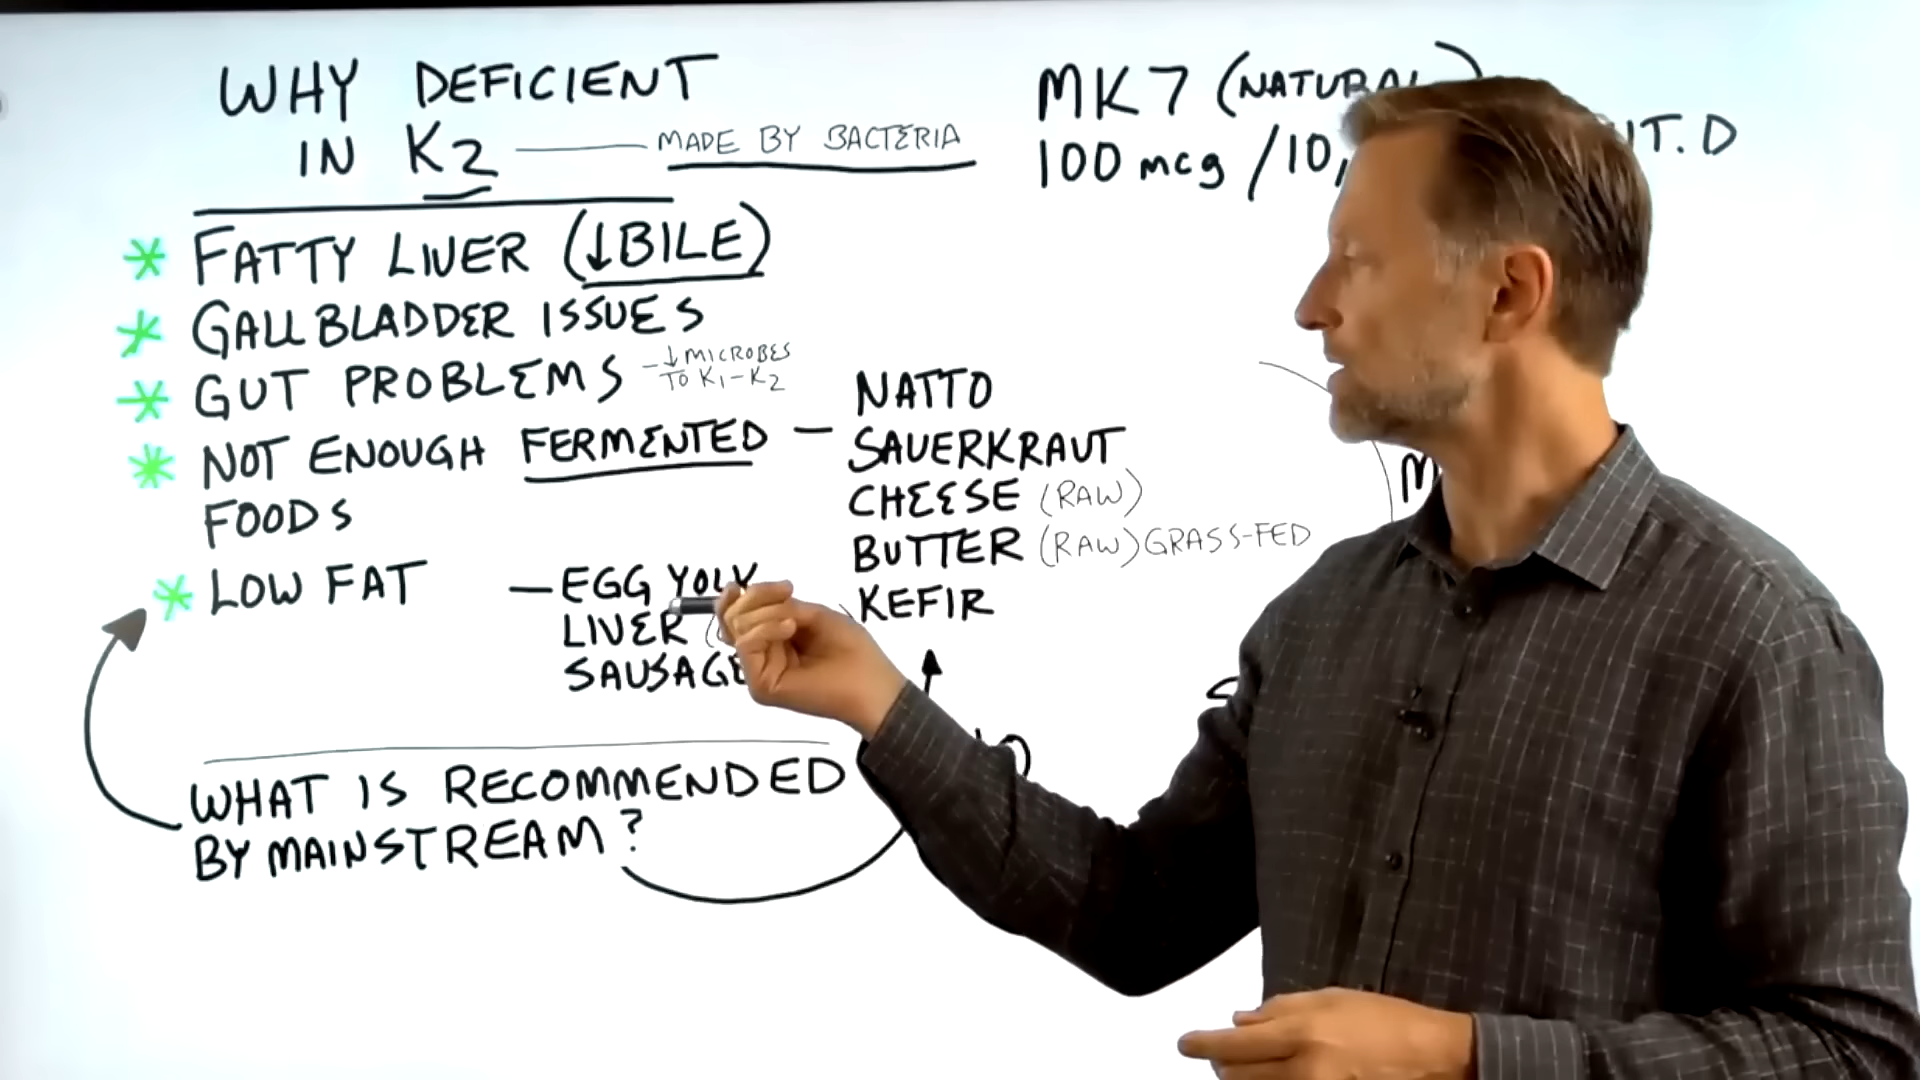 WHY DEFICIENT
IN K2 — MADE BY BACTERIA
* FATTY LIVER (↓BILE)
* GALLBLADDER ISSUES
* GUT PROBLEMS - ↓ MICROBES
TO K1-K2
* NOT ENOUGH FERMENTED —
FOODS
NATTO
SAUERKRAUT
CHEESE (RAW)
BUTTER (RAW) GRASS-FED
KEFIR
* LOW FAT — EGG YOLK
LIVER
SAUSAGE
WHAT IS RECOMMENDED
BY MAINSTREAM?
MK7 (NATURAL)
100 mcg /10, IT. D